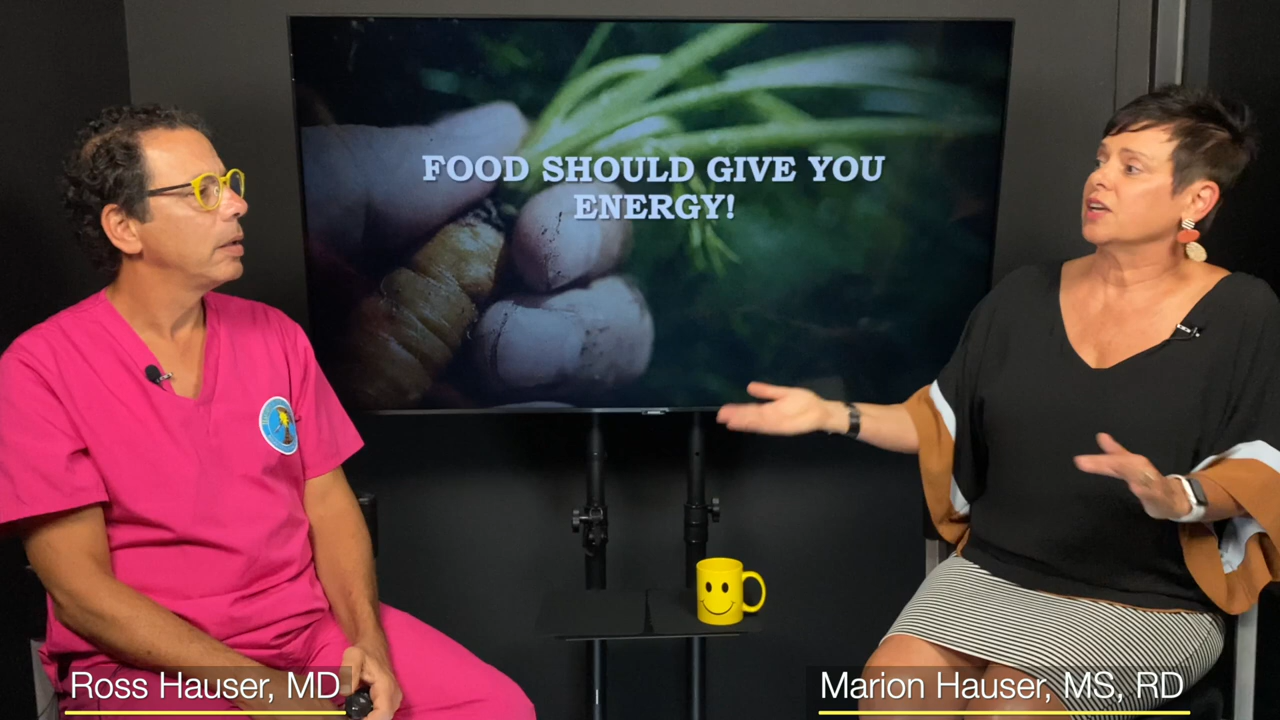 FOOD SHOULD GIVE YOU
ENERGY!
Ross Hauser, MD
Marion Hauser, MS, RD